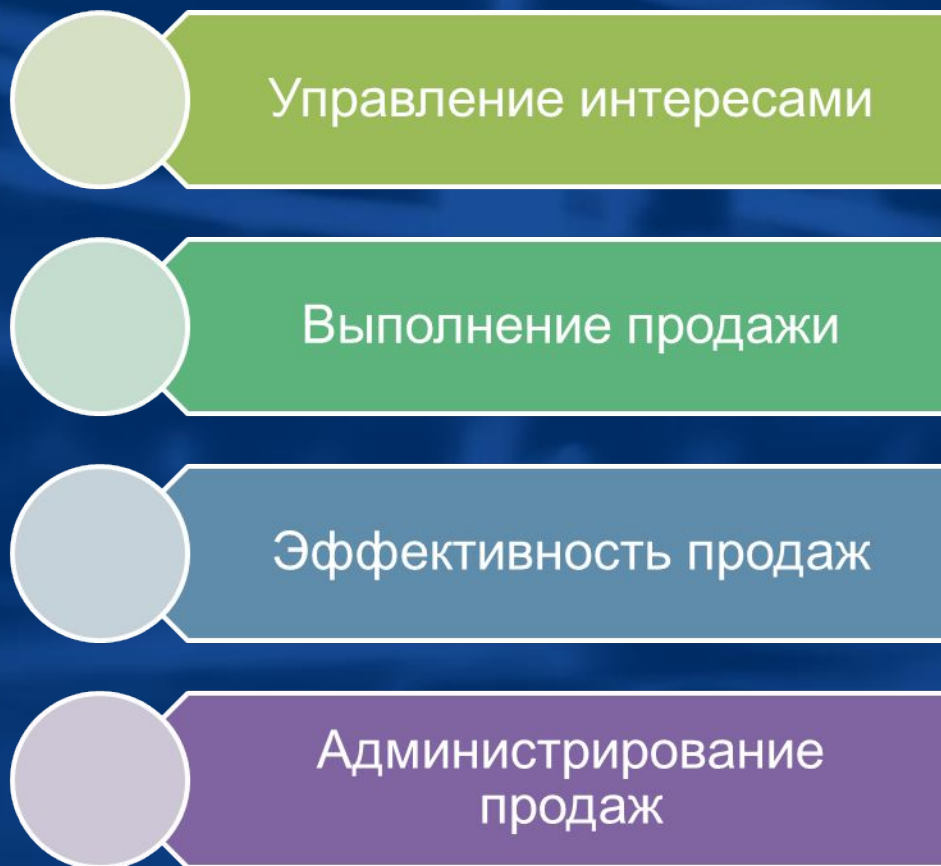 Управление интересами
Выполнение продажи
Эффективность продаж
Администрирование
продаж